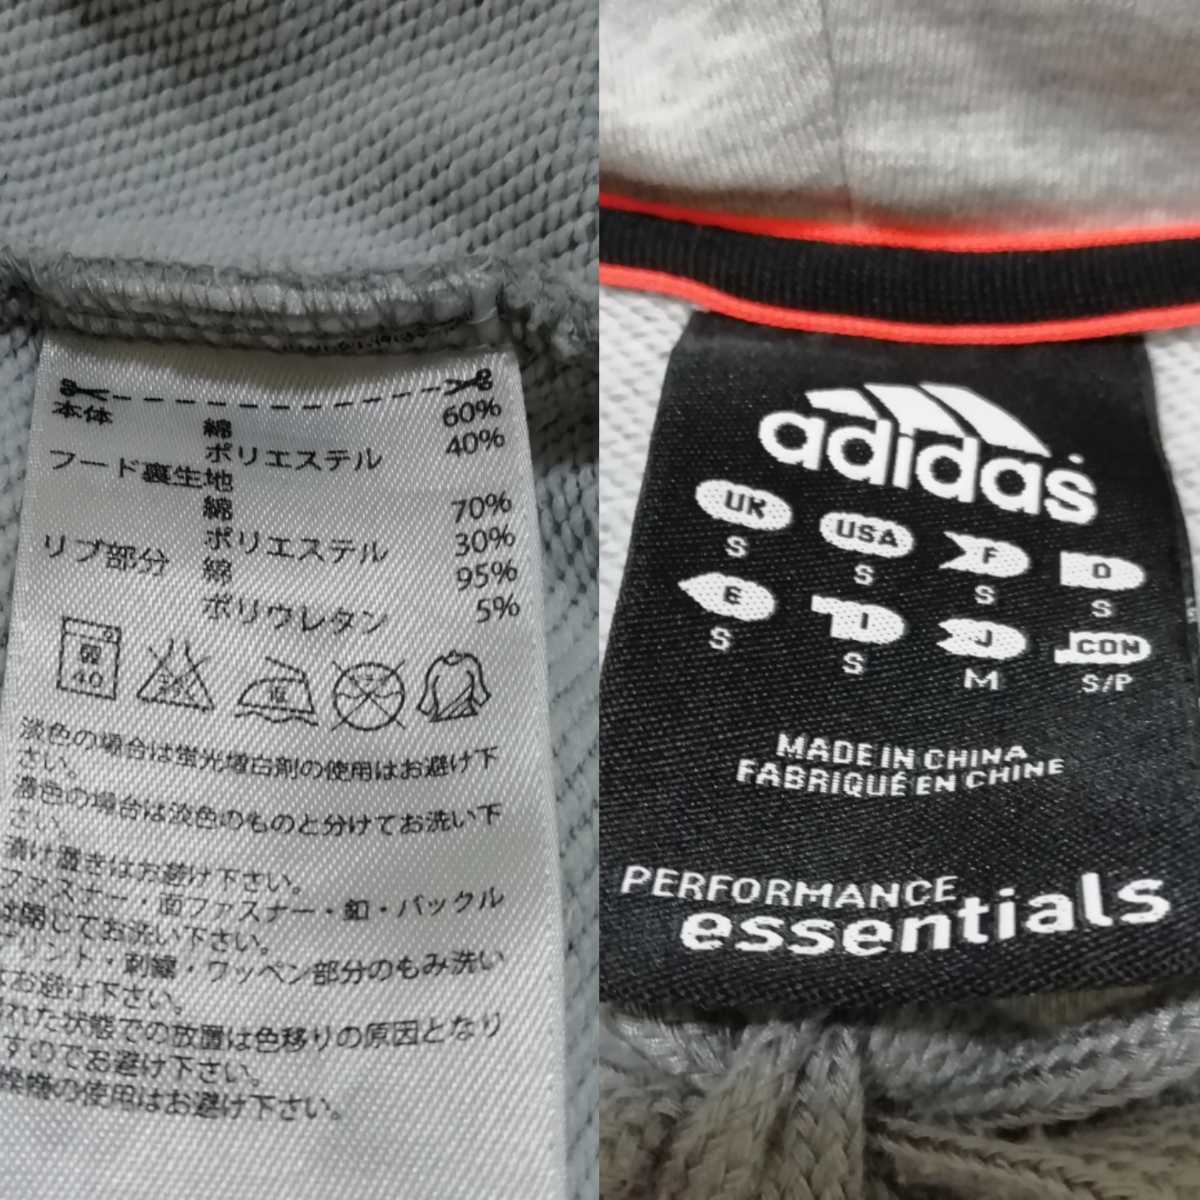 本体 綿 60%
ポリエステル 40%
フード裏生地
綿 70%
ポリエステル 30%
リブ部分 綿 95%
ポリウレタン 5%
弱
40
淡色の場合は蛍光増白剤の使用はお避け下
さい。
濃色の場合は淡色のものと分けてお洗い下
さい。
漬け置きはお避け下さい。
ファスナー・面ファスナー・釦・バックル
は閉じてお洗い下さい。
リント・刺繍・ワッペン部分のもみ洗い
はお避け下さい。
れた状態での放置は色移りの原因となり
すのでお避け下さい。
燥機の使用はお避け下さい。
adidas
UK USA F D
S S S S
E I J CDN
S S M S/P
MADE IN CHINA
FABRIQUÉ EN CHINE
PERFORMANCE
essentials